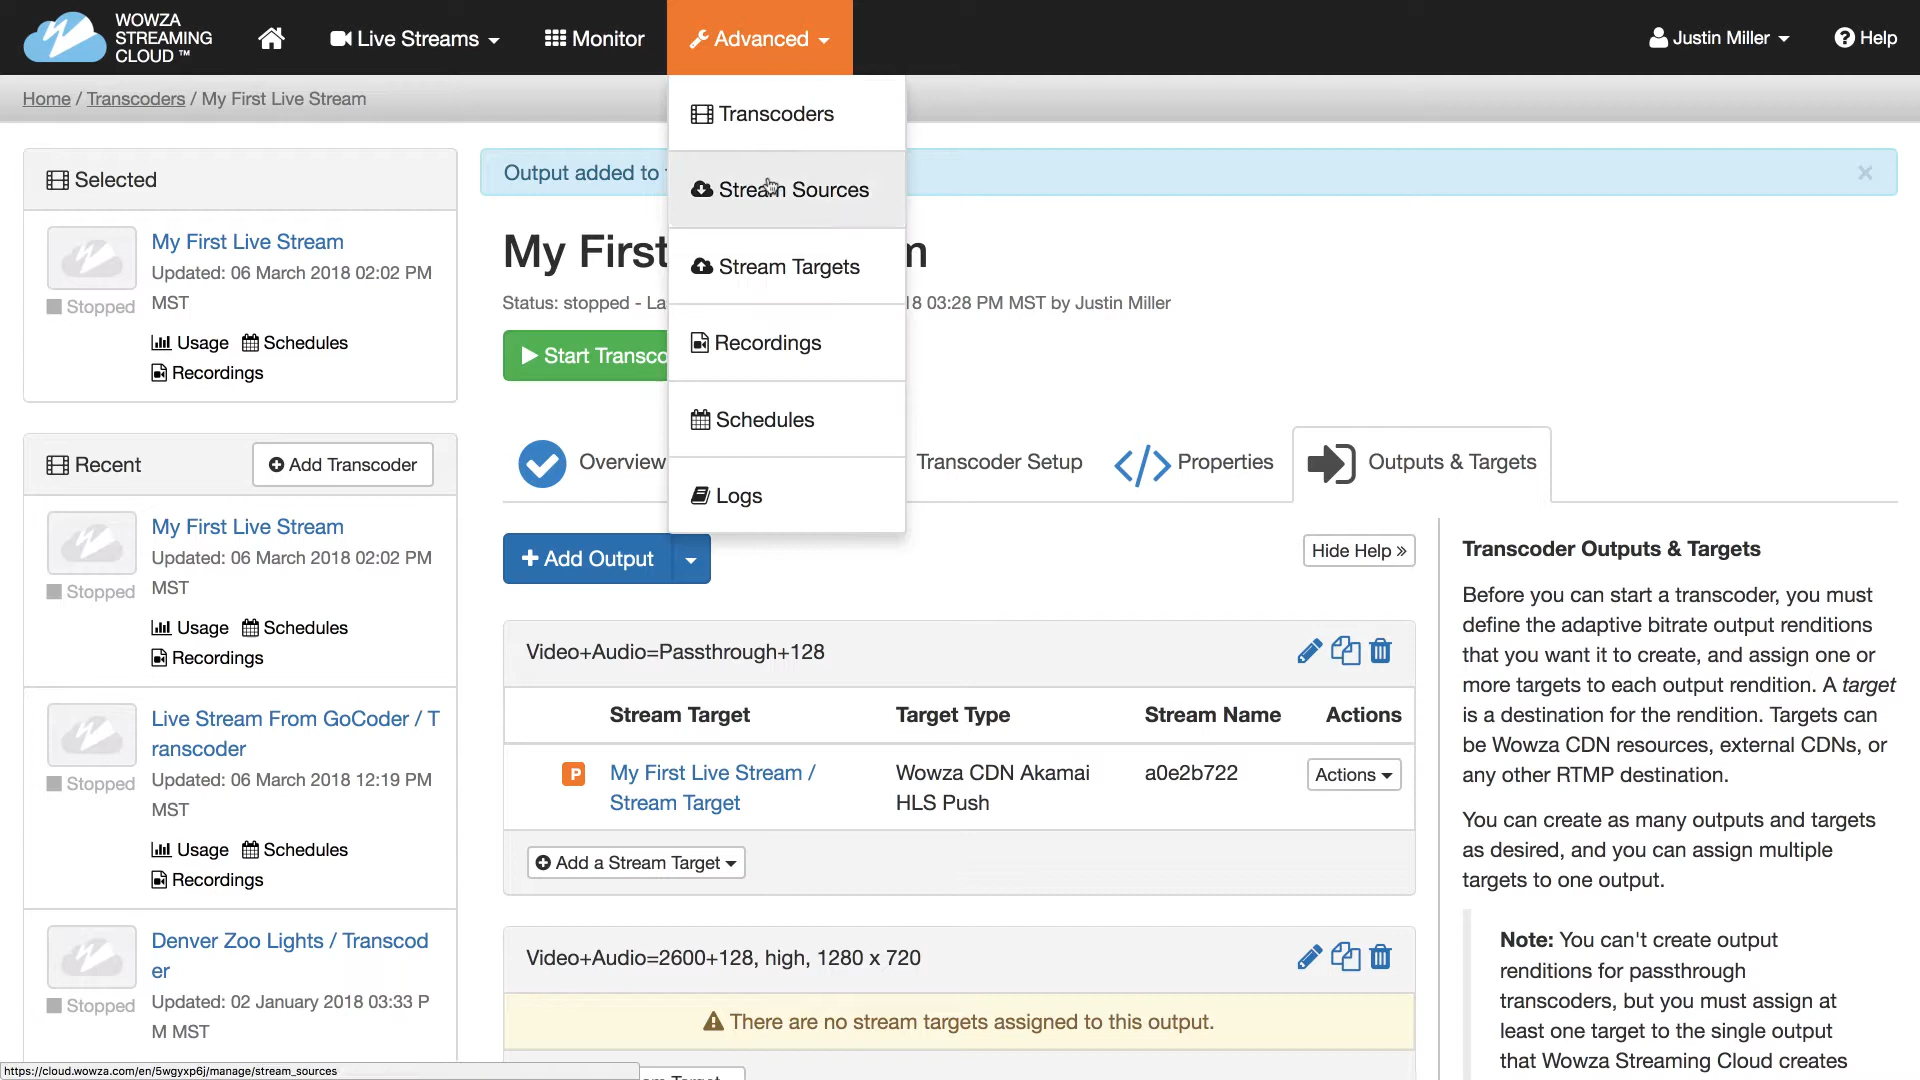 WOWZA
STREAMING
CLOUD ™
Live Streams
Monitor
Advanced
Justin Miller
Help
Home / Transcoders / My First Live Stream
Transcoders
Stream Sources
Stream Targets
Recordings
Schedules
Logs
Selected
My First Live Stream
Updated: 06 March 2018 02:02 PM
MST
Stopped
Usage Schedules
Recordings
Recent
Add Transcoder
My First Live Stream
Updated: 06 March 2018 02:02 PM
MST
Stopped
Usage Schedules
Recordings
Live Stream From GoCoder / T
ranscoder
Updated: 06 March 2018 12:19 PM
MST
Stopped
Usage Schedules
Recordings
Denver Zoo Lights / Transcod
er
Updated: 02 January 2018 03:33 P
M MST
Stopped
Output added to
My First
Status: stopped - La
18 03:28 PM MST by Justin Miller
Start Transco
Overview
Transcoder Setup
Properties
Outputs & Targets
Add Output
Hide Help »
Video+Audio=Passthrough+128
Stream Target Target Type Stream Name Actions
P
My First Live Stream /
Stream Target
Wowza CDN Akamai
HLS Push
a0e2b722
Actions
Add a Stream Target
Video+Audio=2600+128, high, 1280 x 720
There are no stream targets assigned to this output.
Transcoder Outputs & Targets
Before you can start a transcoder, you must
define the adaptive bitrate output renditions
that you want it to create, and assign one or
more targets to each output rendition. A target
is a destination for the rendition. Targets can
be Wowza CDN resources, external CDNs, or
any other RTMP destination.
You can create as many outputs and targets
as desired, and you can assign multiple
targets to one output.
Note: You can't create output
renditions for passthrough
transcoders, but you must assign at
least one target to the single output
that Wowza Streaming Cloud creates
https://cloud.wowza.com/en/5wgyxp6j/manage/stream_sources